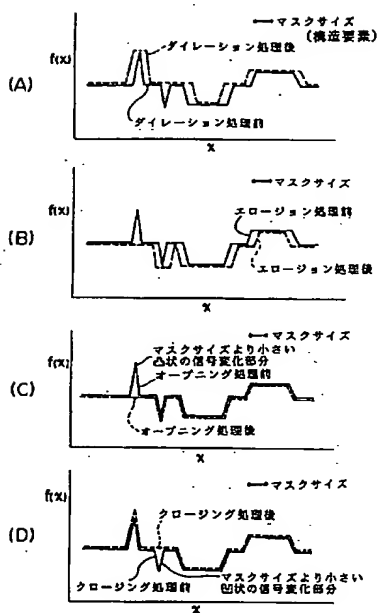 マスクサイズ
(構造要素)
ダイレーション処理後
f(x)
(A)
ダイレーション処理前
x
マスクサイズ
f(x)
エロージョン処理前
(B)
エロージョン処理後
x
マスクサイズ
f(x)
マスクサイズより小さい
凸状の信号変化部分
オープニング処理前
(C)
オープニング処理後
x
マスクサイズ
f(x)
クロージング処理後
(D)
クロージング処理前
マスクサイズより小さい
凹状の信号変化部分
x